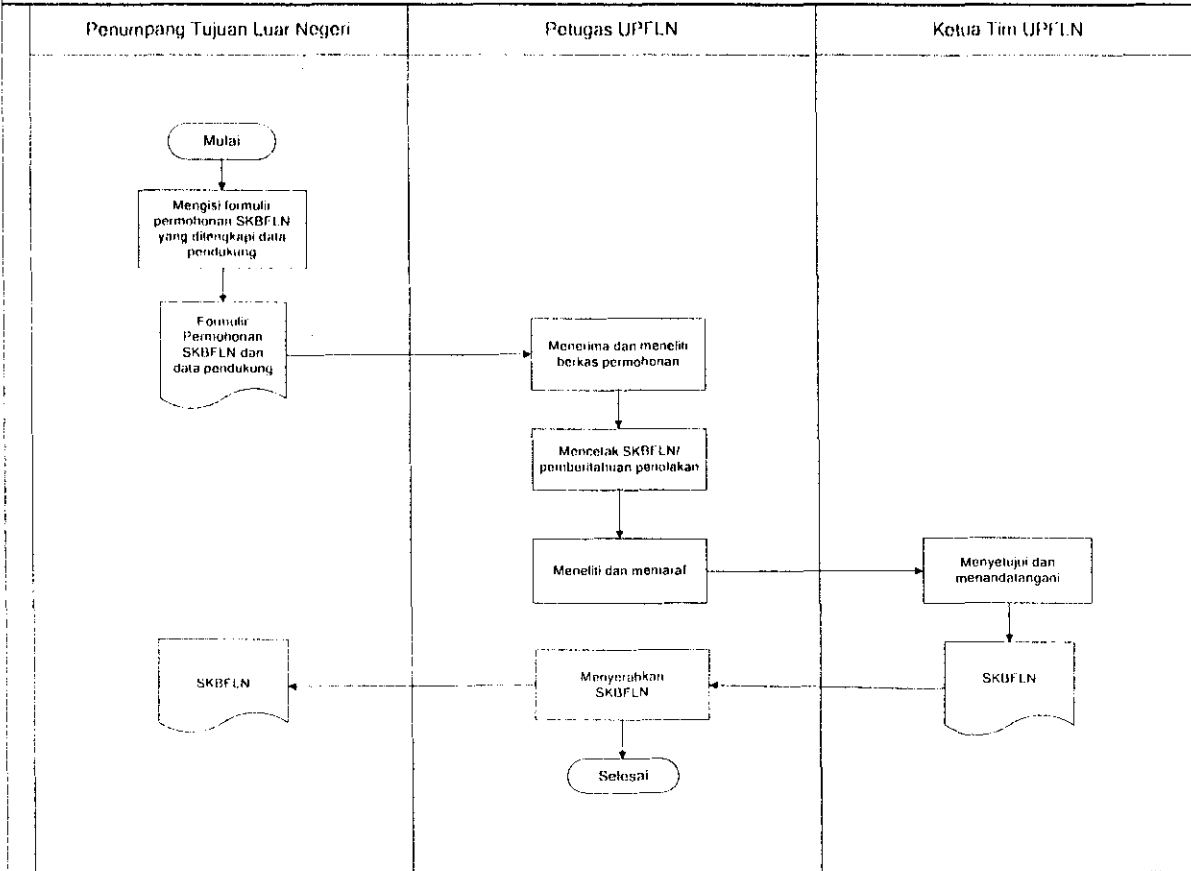 Penumpang Tujuan Luar Negeri
Petugas UPFLN
Ketua Tim UPFLN
Mulai
Mengisi formulir
permohonan SKBFLN
yang dilengkapi data
pendukung
Formulir
Permohonan
SKBFLN dan
data pendukung
Menerima dan meneliti
berkas permohonan
Mencetak SKBFLN/
pemberitahuan penolakan
Meneliti dan memaraf
Menyetujui dan
menandatangani
SKBFLN
Menyerahkan
SKBFLN
SKBFLN
Selesai